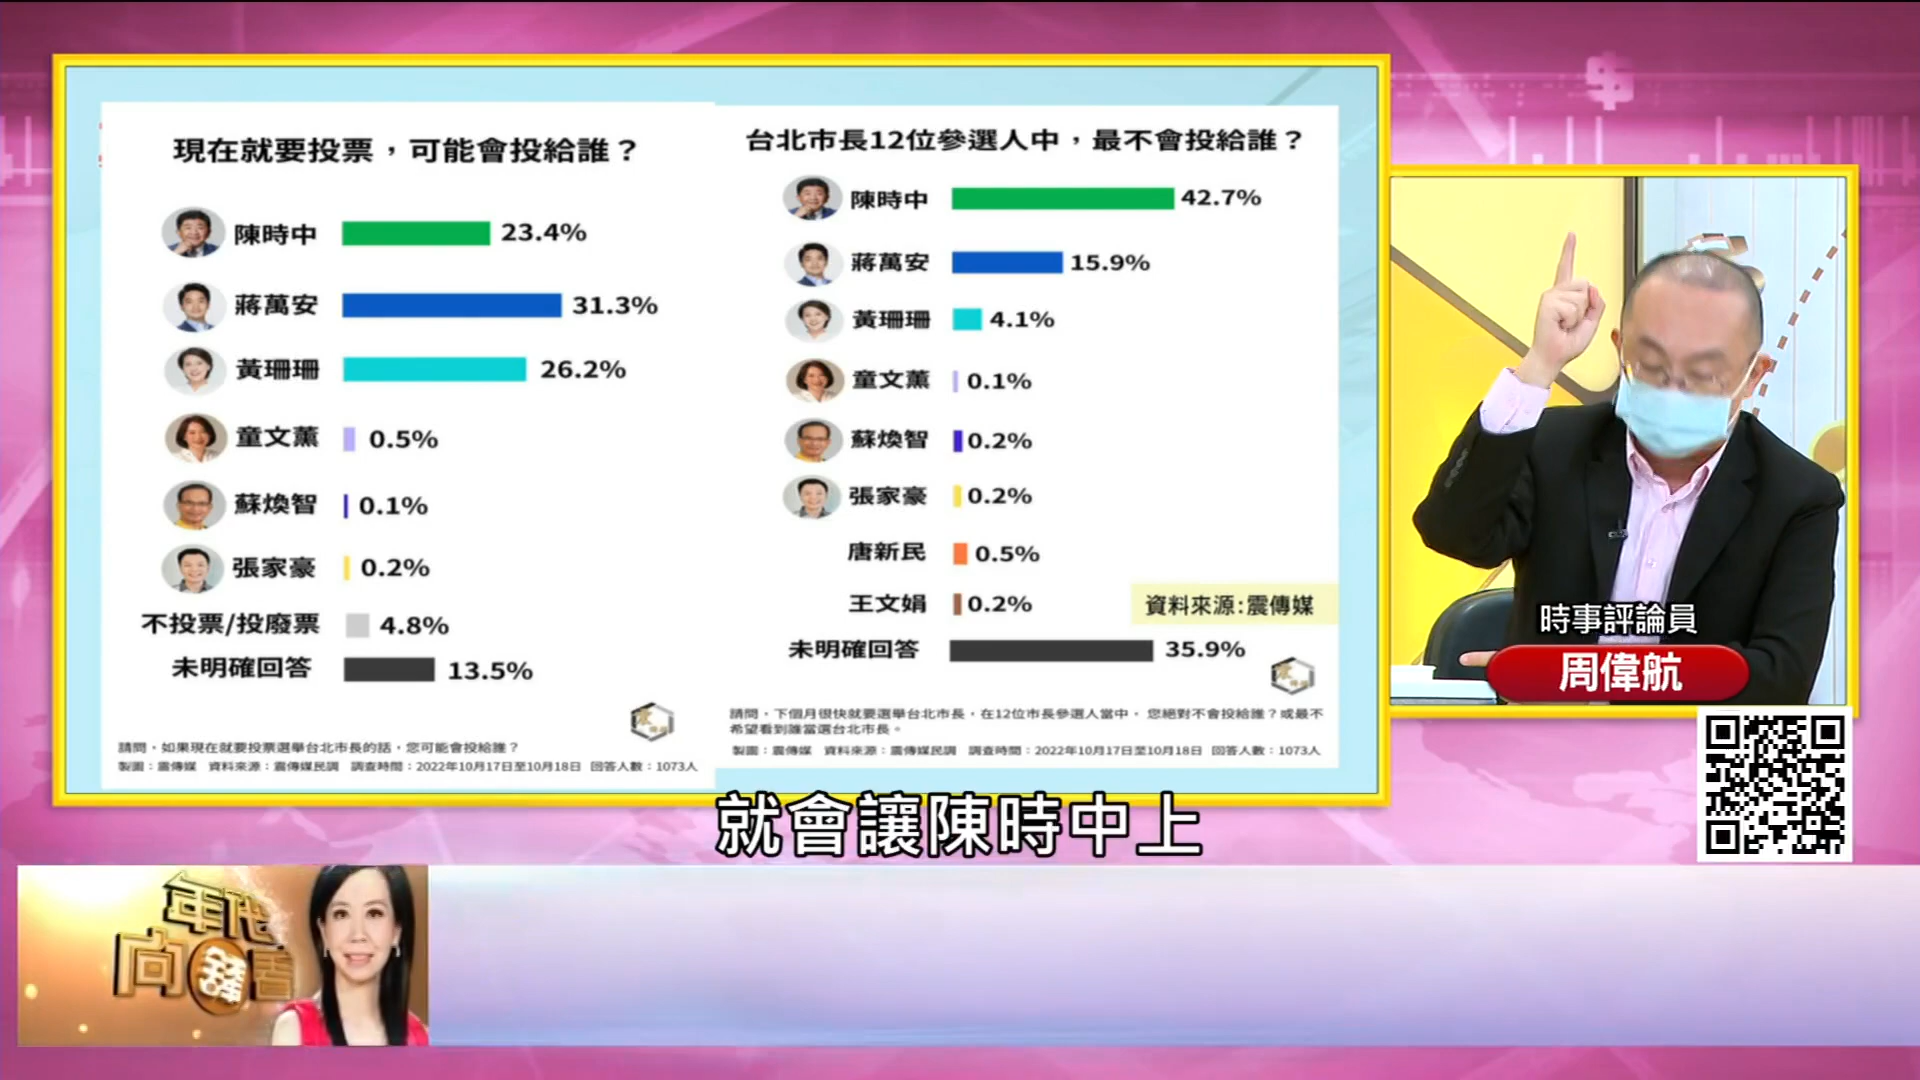 現在就要投票，可能會投給誰？
陳時中 23.4%
蔣萬安 31.3%
黃珊珊 26.2%
童文薰 0.5%
蘇煥智 0.1%
張家豪 0.2%
不投票/投廢票 4.8%
未明確回答 13.5%
請問，如果現在就要投票選舉台北市長的話，您可能會投給誰？
製圖：震傳媒 資料來源：震傳媒民調 調查時間：2022年10月17日至10月18日 回答人數：1073人
台北市長12位參選人中，最不會投給誰？
陳時中 42.7%
蔣萬安 15.9%
黃珊珊 4.1%
童文薰 0.1%
蘇煥智 0.2%
張家豪 0.2%
唐新民 0.5%
王文娟 0.2%
資料來源:震傳媒
未明確回答 35.9%
請問，下個月很快就要選舉台北市長，在12位市長參選人當中， 您絕對不會投給誰？或最不
希望看到誰當選台北市長。
製圖：震傳媒 資料來源：震傳媒民調 調查時間：2022年10月17日至10月18日 回答人數：1073人
時事評論員
周偉航
就會讓陳時中上
年代
向錢看